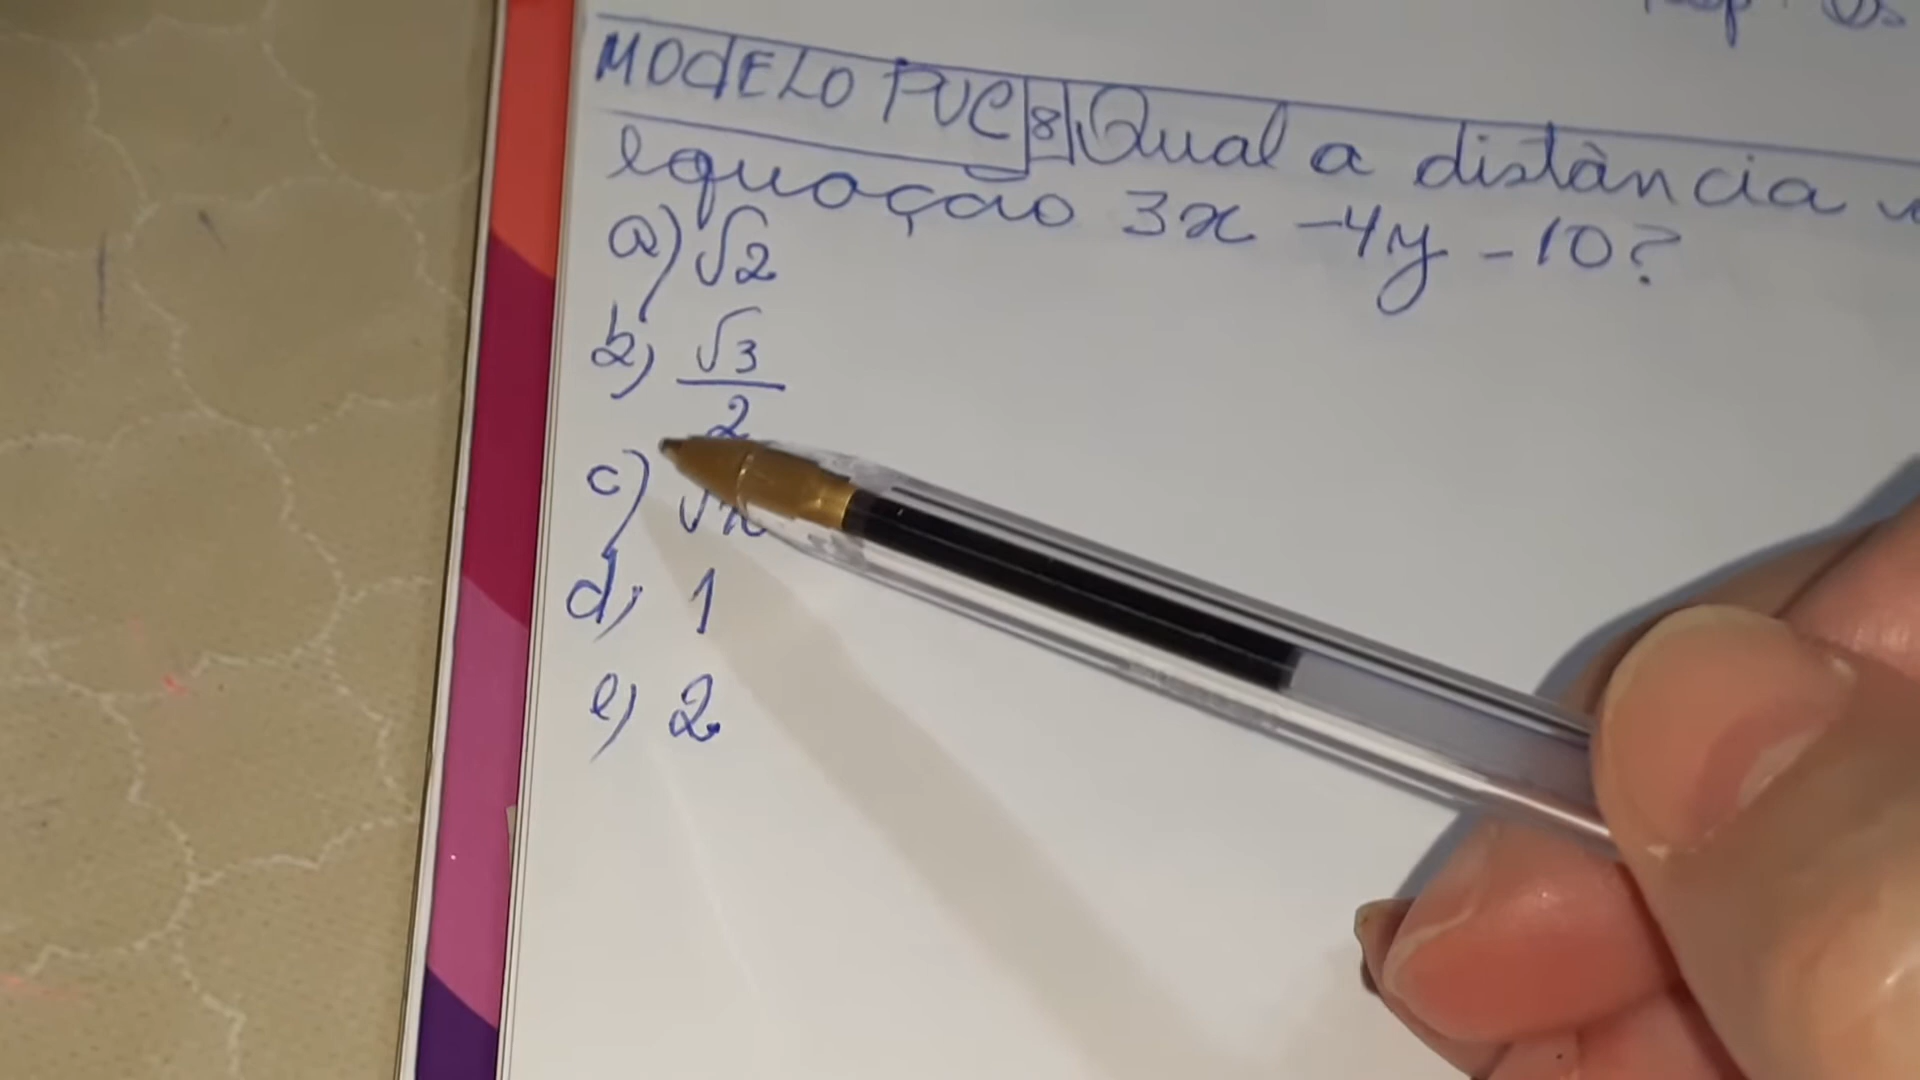 MODELO PUC 8) Qual a distância
equação 3x -4y -10?
a) √2
b) √3/2
c)
d) 1
e) 2